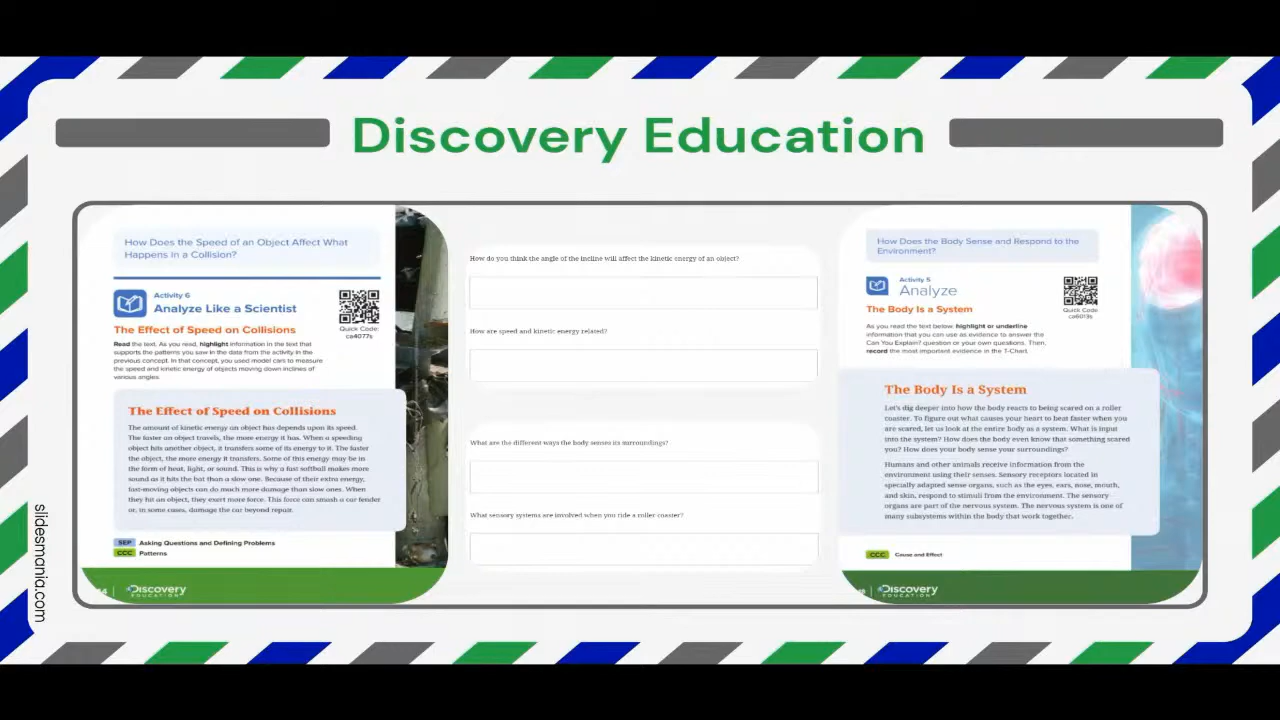 Discovery Education
How Does the Speed of an Object Affect What
Happens in a Collision?
Activity 6
Analyze Like a Scientist
Quick Code:
ca4077s
The Effect of Speed on Collisions
Read the text. As you read, highlight information in the text that
supports the patterns you saw in the data from the activity in the
previous concept. In that concept, you used model cars to measure
the speed and kinetic energy of objects moving down inclines of
various angles.
The Effect of Speed on Collisions
The amount of kinetic energy an object has depends upon its speed.
The faster an object travels, the more energy it has. When a speeding
object hits another object, it transfers some of its energy to it. The faster
the object, the more energy it transfers. Some of this energy may be in
the form of heat, light, or sound. This is why a fast softball makes more
sound as it hits the bat than a slow one. Because of their extra energy,
fast-moving objects can do much more damage than slow ones. When
they hit an object, they exert more force. This force can smash a car fender
or, in some cases, damage the car beyond repair.
SEP Asking Questions and Defining Problems
CCC Patterns
Discovery
EDUCATION
How do you think the angle of the incline will affect the kinetic energy of an object?
How are speed and kinetic energy related?
What are the different ways the body senses its surroundings?
What sensory systems are involved when you ride a roller coaster?
How Does the Body Sense and Respond to the
Environment?
Activity 5
Analyze
Quick Code:
ca6013s
The Body Is a System
As you read the text below, highlight or underline
information that you can use as evidence to answer the
Can You Explain? question or your own questions. Then,
record the most important evidence in the T-Chart.
The Body Is a System
Let's dig deeper into how the body reacts to being scared on a roller
coaster. To figure out what causes your heart to beat faster when you
are scared, let us look at the entire body as a system. What is input
into the system? How does the body even know that something scared
you? How does your body sense your surroundings?
Humans and other animals receive information from the
environment using their senses. Sensory receptors located in
specially adapted sense organs, such as the eyes, ears, nose, mouth,
and skin, respond to stimuli from the environment. The sensory
organs are part of the nervous system. The nervous system is one of
many subsystems within the body that work together.
CCC Cause and Effect
Discovery
EDUCATION
slidesmania.com